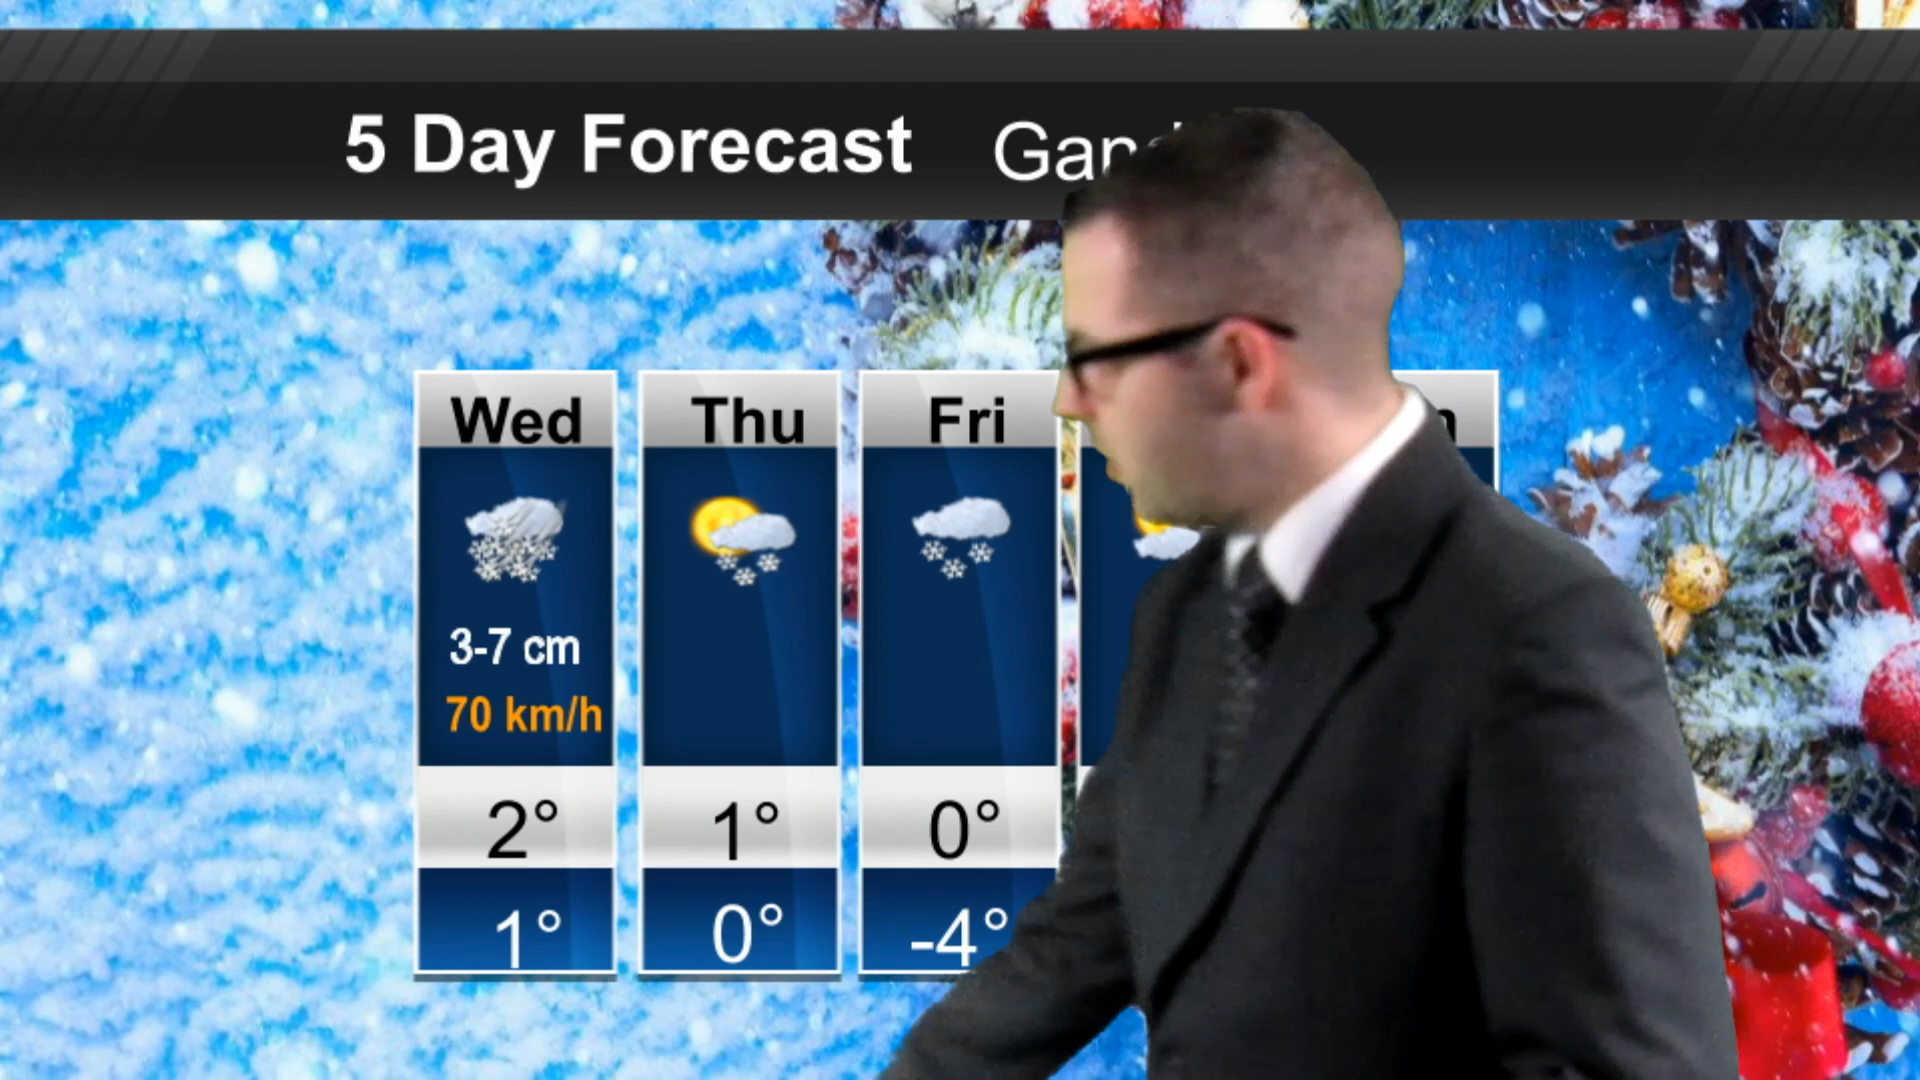 5 Day Forecast
Wed Thu Fri
3-7 cm
70 km/h
2° 1° 0°
1° 0° -4°